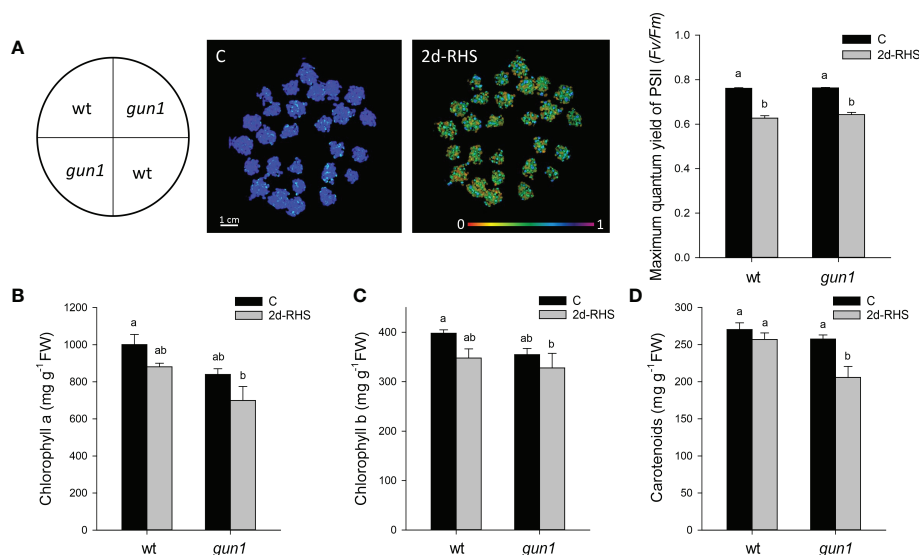 A
wt
gun1
gun1
wt
C
1 cm
2d-RHS
0
1
Maximum quantum yield of PSII (Fv/Fm)
C
2d-RHS
1.0
0.8
0.6
0.4
0.2
0.0
a
b
a
b
wt
gun1
B
Chlorophyll a (mg g-1 FW)
C
2d-RHS
1200
1000
800
600
400
200
0
a
ab
ab
b
wt
gun1
C
Chlorophyll b (mg g-1 FW)
C
2d-RHS
400
300
200
100
0
a
ab
ab
b
wt
gun1
D
Carotenoids (mg g-1 FW)
C
2d-RHS
300
250
200
150
100
50
0
a
a
a
b
wt
gun1